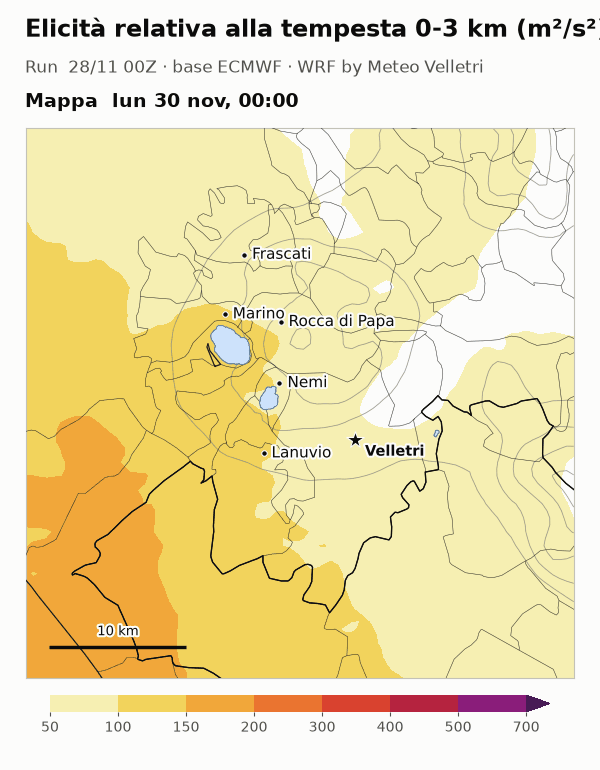 Elicità relativa alla tempesta 0-3 km (m²/s²)
Run 28/11 00Z · base ECMWF · WRF by Meteo Velletri
Mappa lun 30 nov, 00:00
Frascati
Marino
Rocca di Papa
Nemi
Velletri
Lanuvio
10 km
50 100 150 200 300 400 500 700